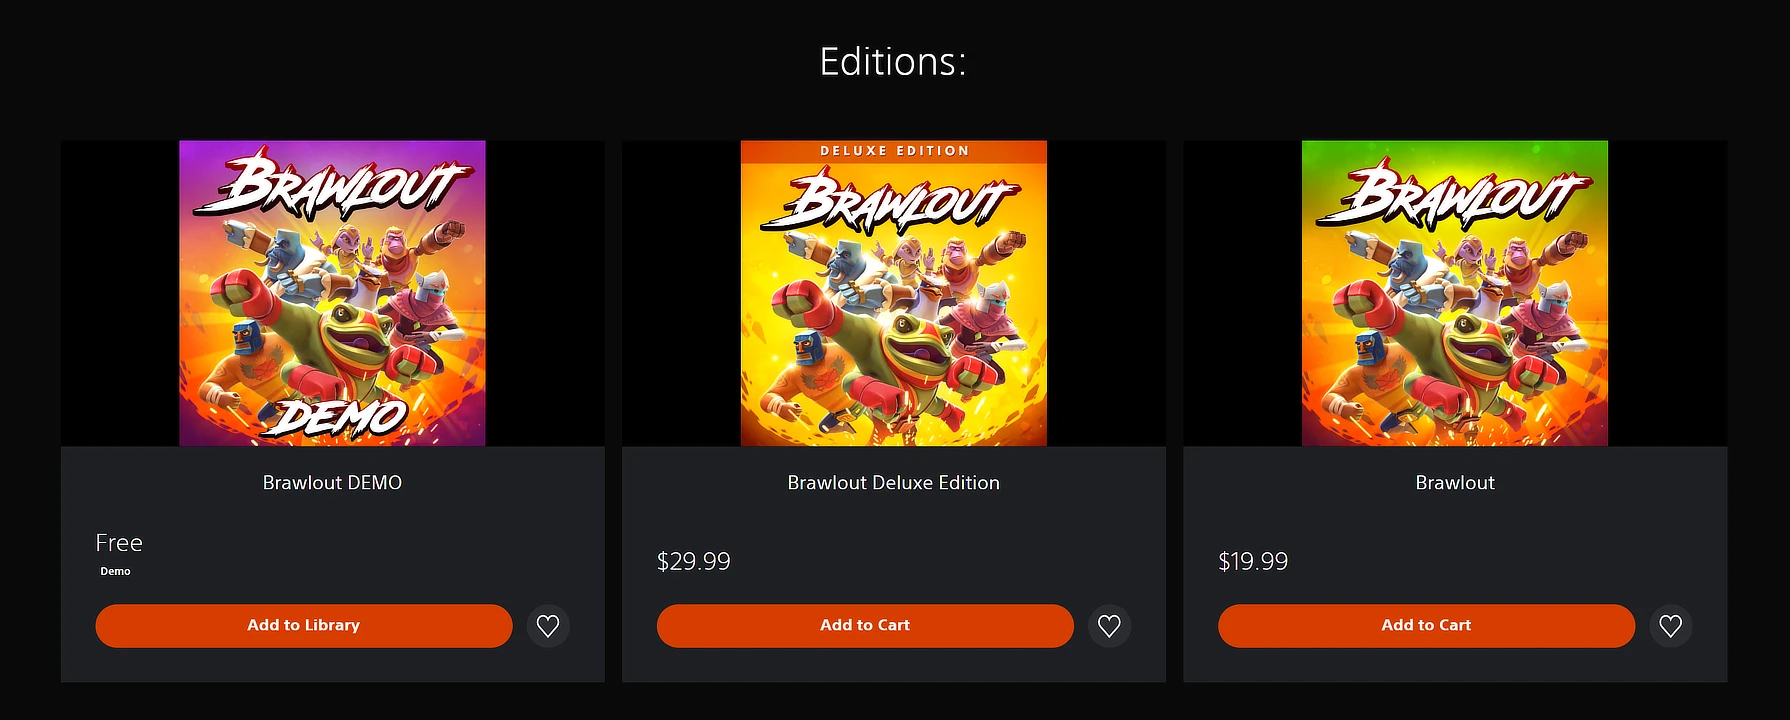 Editions:
BRAWLOUT
DEMO
Brawlout DEMO
Free
Demo
Add to Library
DELUXE EDITION
BRAWLOUT
Brawlout Deluxe Edition
$29.99
Add to Cart
BRAWLOUT
Brawlout
$19.99
Add to Cart